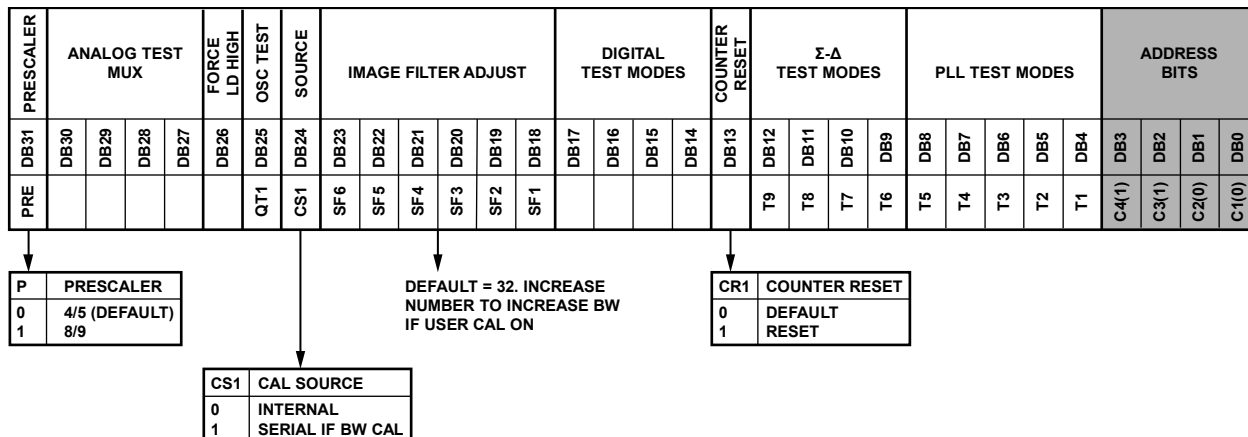 PRESCALER
ANALOG TEST
MUX
FORCE
LD HIGH
OSC TEST
SOURCE
IMAGE FILTER ADJUST
DIGITAL
TEST MODES
COUNTER
RESET
Σ-Δ
TEST MODES
PLL TEST MODES
ADDRESS
BITS
DB31 DB30 DB29 DB28 DB27 DB26 DB25 DB24 DB23 DB22 DB21 DB20 DB19 DB18 DB17 DB16 DB15 DB14 DB13 DB12 DB11 DB10 DB9 DB8 DB7 DB6 DB5 DB4 DB3 DB2 DB1 DB0
PRE QT1 CS1 SF6 SF5 SF4 SF3 SF2 SF1 T9 T8 T7 T6 T5 T4 T3 T2 T1 C4(1) C3(1) C2(0) C1(0)
P PRESCALER
0 4/5 (DEFAULT)
1 8/9
DEFAULT = 32. INCREASE
NUMBER TO INCREASE BW
IF USER CAL ON
CR1 COUNTER RESET
0 DEFAULT
1 RESET
CS1 CAL SOURCE
0 INTERNAL
1 SERIAL IF BW CAL